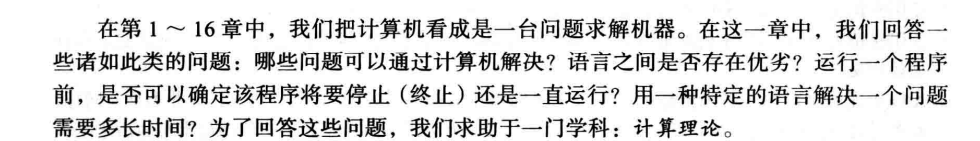 在第 1 ～ 16 章中，我们把计算机看成是一台问题求解机器。在这一章中，我们回答一
些诸如此类的问题：哪些问题可以通过计算机解决？语言之间是否存在优劣？运行一个程序
前，是否可以确定该程序将要停止（终止）还是一直运行？用一种特定的语言解决一个问题
需要多长时间？为了回答这些问题，我们求助于一门学科：计算理论。